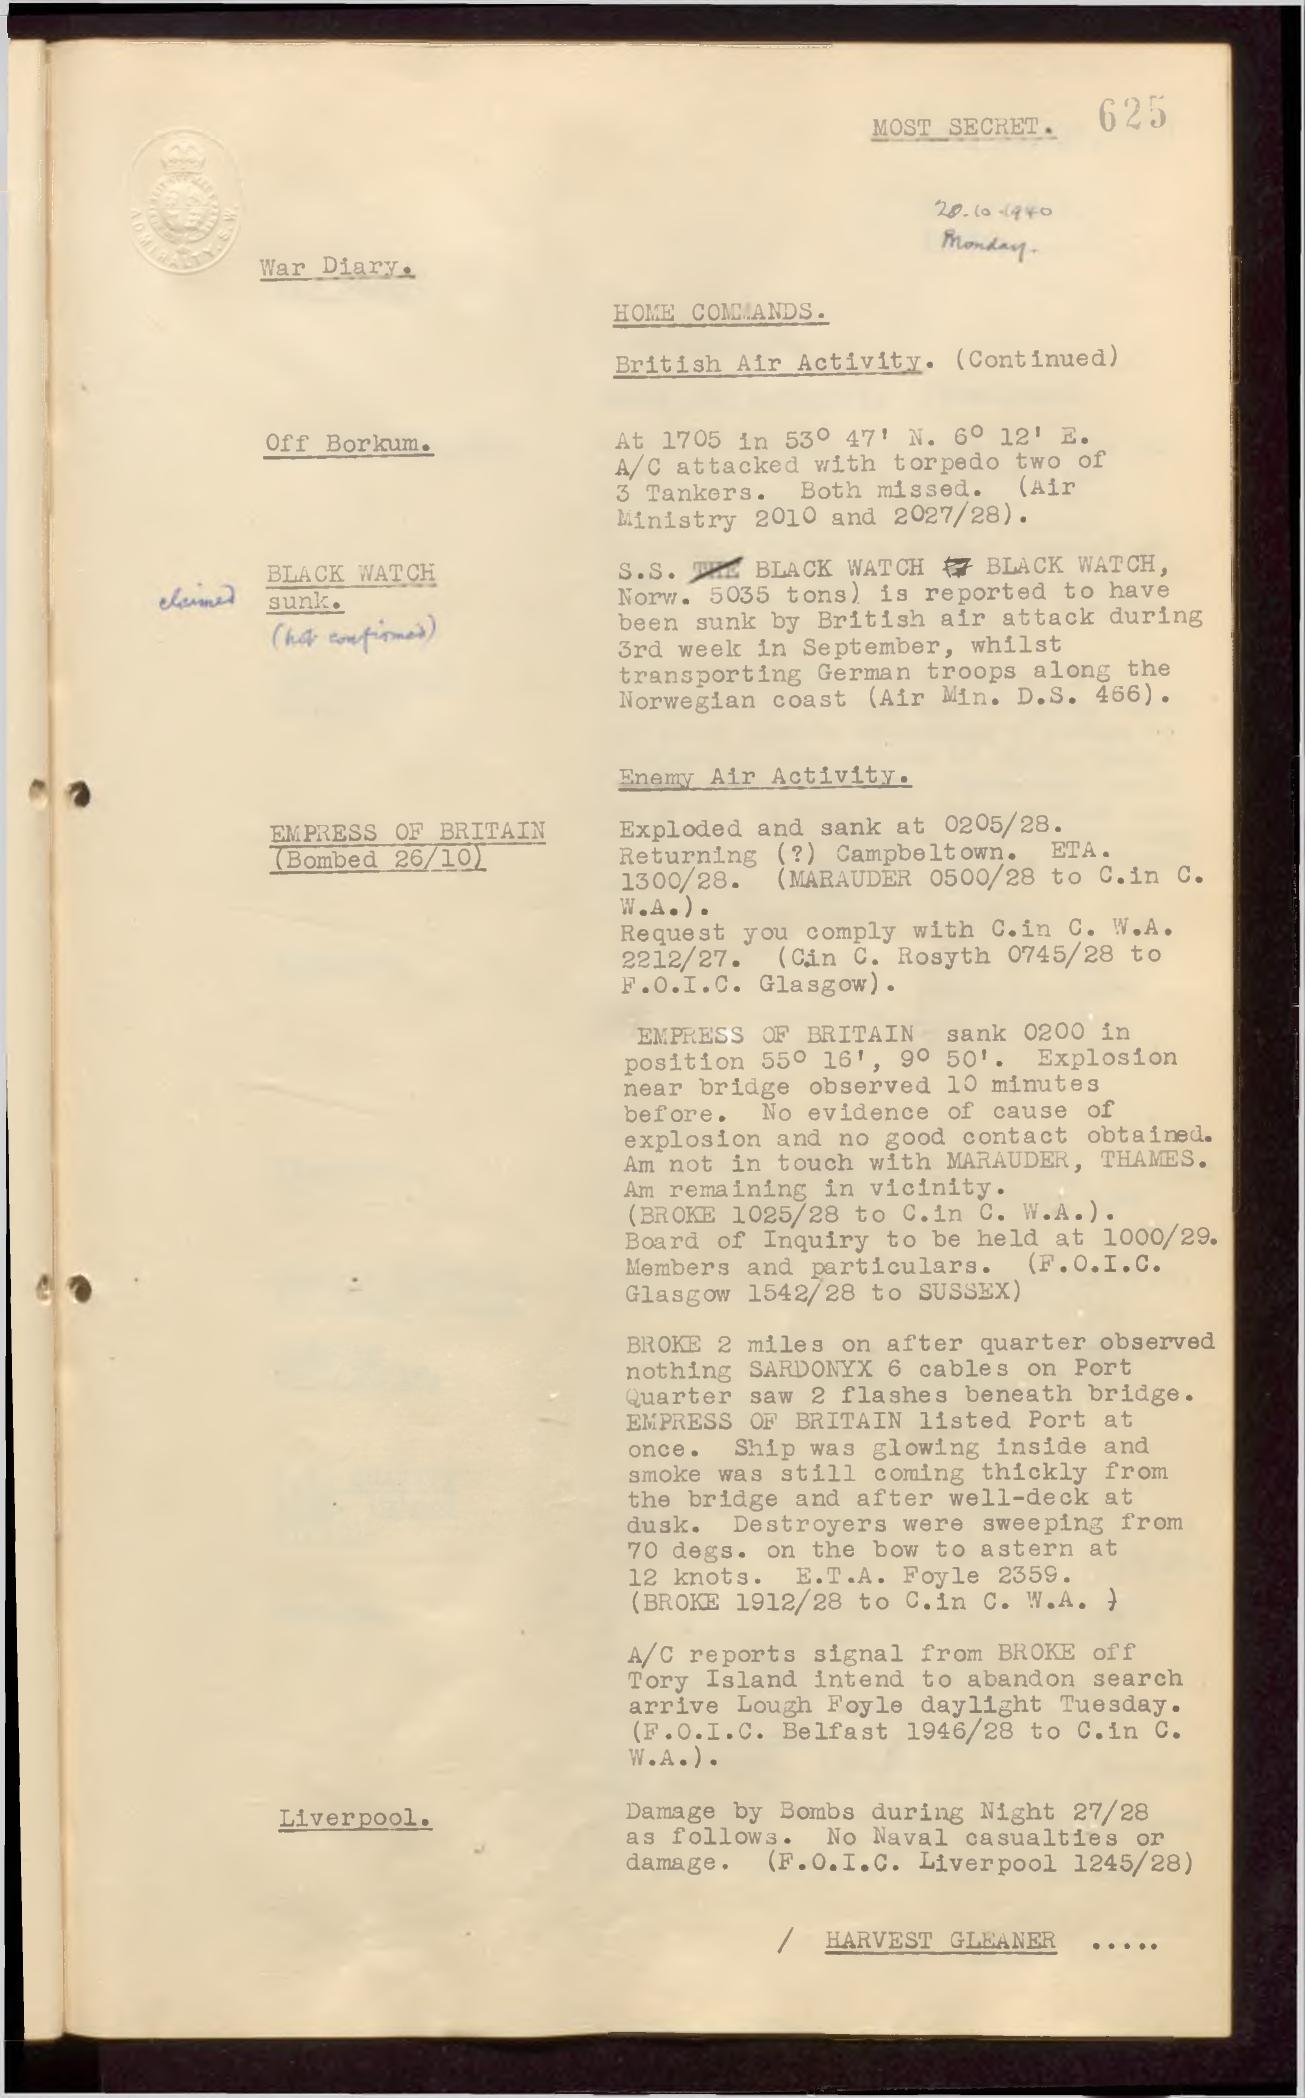 MOST SECRET. 625
28.10.1940
Monday.
ADMIRALTY. S.W.
War Diary.
HOME COMMANDS.
British Air Activity. (Continued)
Off Borkum.
At 1705 in 53° 47' N. 6° 12' E.
A/C attacked with torpedo two of
3 Tankers. Both missed. (Air
Ministry 2010 and 2027/28).
BLACK WATCH
claimed sunk.
(not confirmed)
S.S. THE BLACK WATCH BLACK WATCH,
Norw. 5035 tons) is reported to have
been sunk by British air attack during
3rd week in September, whilst
transporting German troops along the
Norwegian coast (Air Min. D.S. 466).
Enemy Air Activity.
EMPRESS OF BRITAIN
(Bombed 26/10)
Exploded and sank at 0205/28.
Returning (?) Campbeltown. ETA.
1300/28. (MARAUDER 0500/28 to C.in C.
W.A.).
Request you comply with C.in C. W.A.
2212/27. (C.in C. Rosyth 0745/28 to
F.O.I.C. Glasgow).
EMPRESS OF BRITAIN sank 0200 in
position 55° 16', 9° 50'. Explosion
near bridge observed 10 minutes
before. No evidence of cause of
explosion and no good contact obtained.
Am not in touch with MARAUDER, THAMES.
Am remaining in vicinity.
(BROKE 1025/28 to C.in C. W.A.).
Board of Inquiry to be held at 1000/29.
Members and particulars. (F.O.I.C.
Glasgow 1542/28 to SUSSEX)
BROKE 2 miles on after quarter observed
nothing SARDONYX 6 cables on Port
Quarter saw 2 flashes beneath bridge.
EMPRESS OF BRITAIN listed Port at
once. Ship was glowing inside and
smoke was still coming thickly from
the bridge and after well-deck at
dusk. Destroyers were sweeping from
70 degs. on the bow to astern at
12 knots. E.T.A. Foyle 2359.
(BROKE 1912/28 to C.in C. W.A. )
A/C reports signal from BROKE off
Tory Island intend to abandon search
arrive Lough Foyle daylight Tuesday.
(F.O.I.C. Belfast 1946/28 to C.in C.
W.A.).
Liverpool.
Damage by Bombs during Night 27/28
as follows. No Naval casualties or
damage. (F.O.I.C. Liverpool 1245/28)
/ HARVEST GLEANER .....